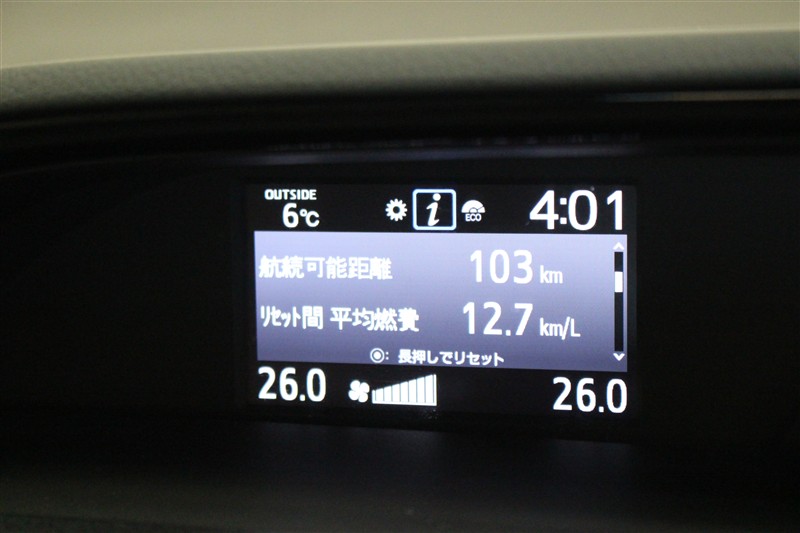 OUTSIDE
6℃ i ECO 4:01
航続可能距離 103 km
リセット間 平均燃費 12.7 km/L
◉: 長押しでリセット
26.0 26.0